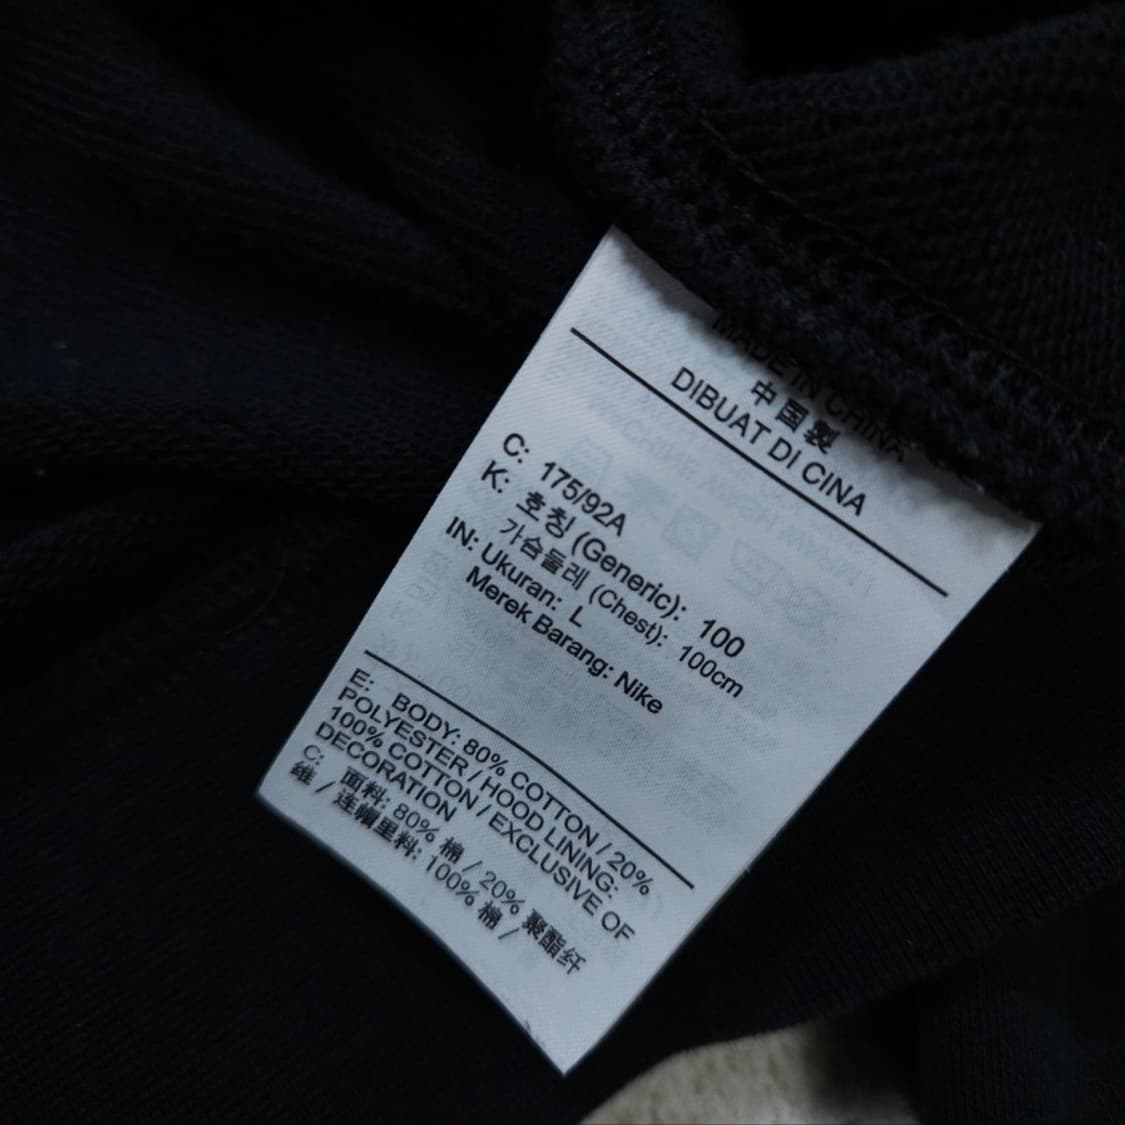 MADE IN CHINA
中国製
DIBUAT DI CINA
C: 175/92A
K: 호칭 (Generic): 100
가슴둘레 (Chest): 100cm
IN: Ukuran: L
Merek Barang: Nike
E: BODY: 80% COTTON / 20%
POLYESTER / HOOD LINING:
100% COTTON / EXCLUSIVE OF
DECORATION
C: 面料: 80% 棉 / 20% 聚酯纤
维 / 连帽里料: 100% 棉 /